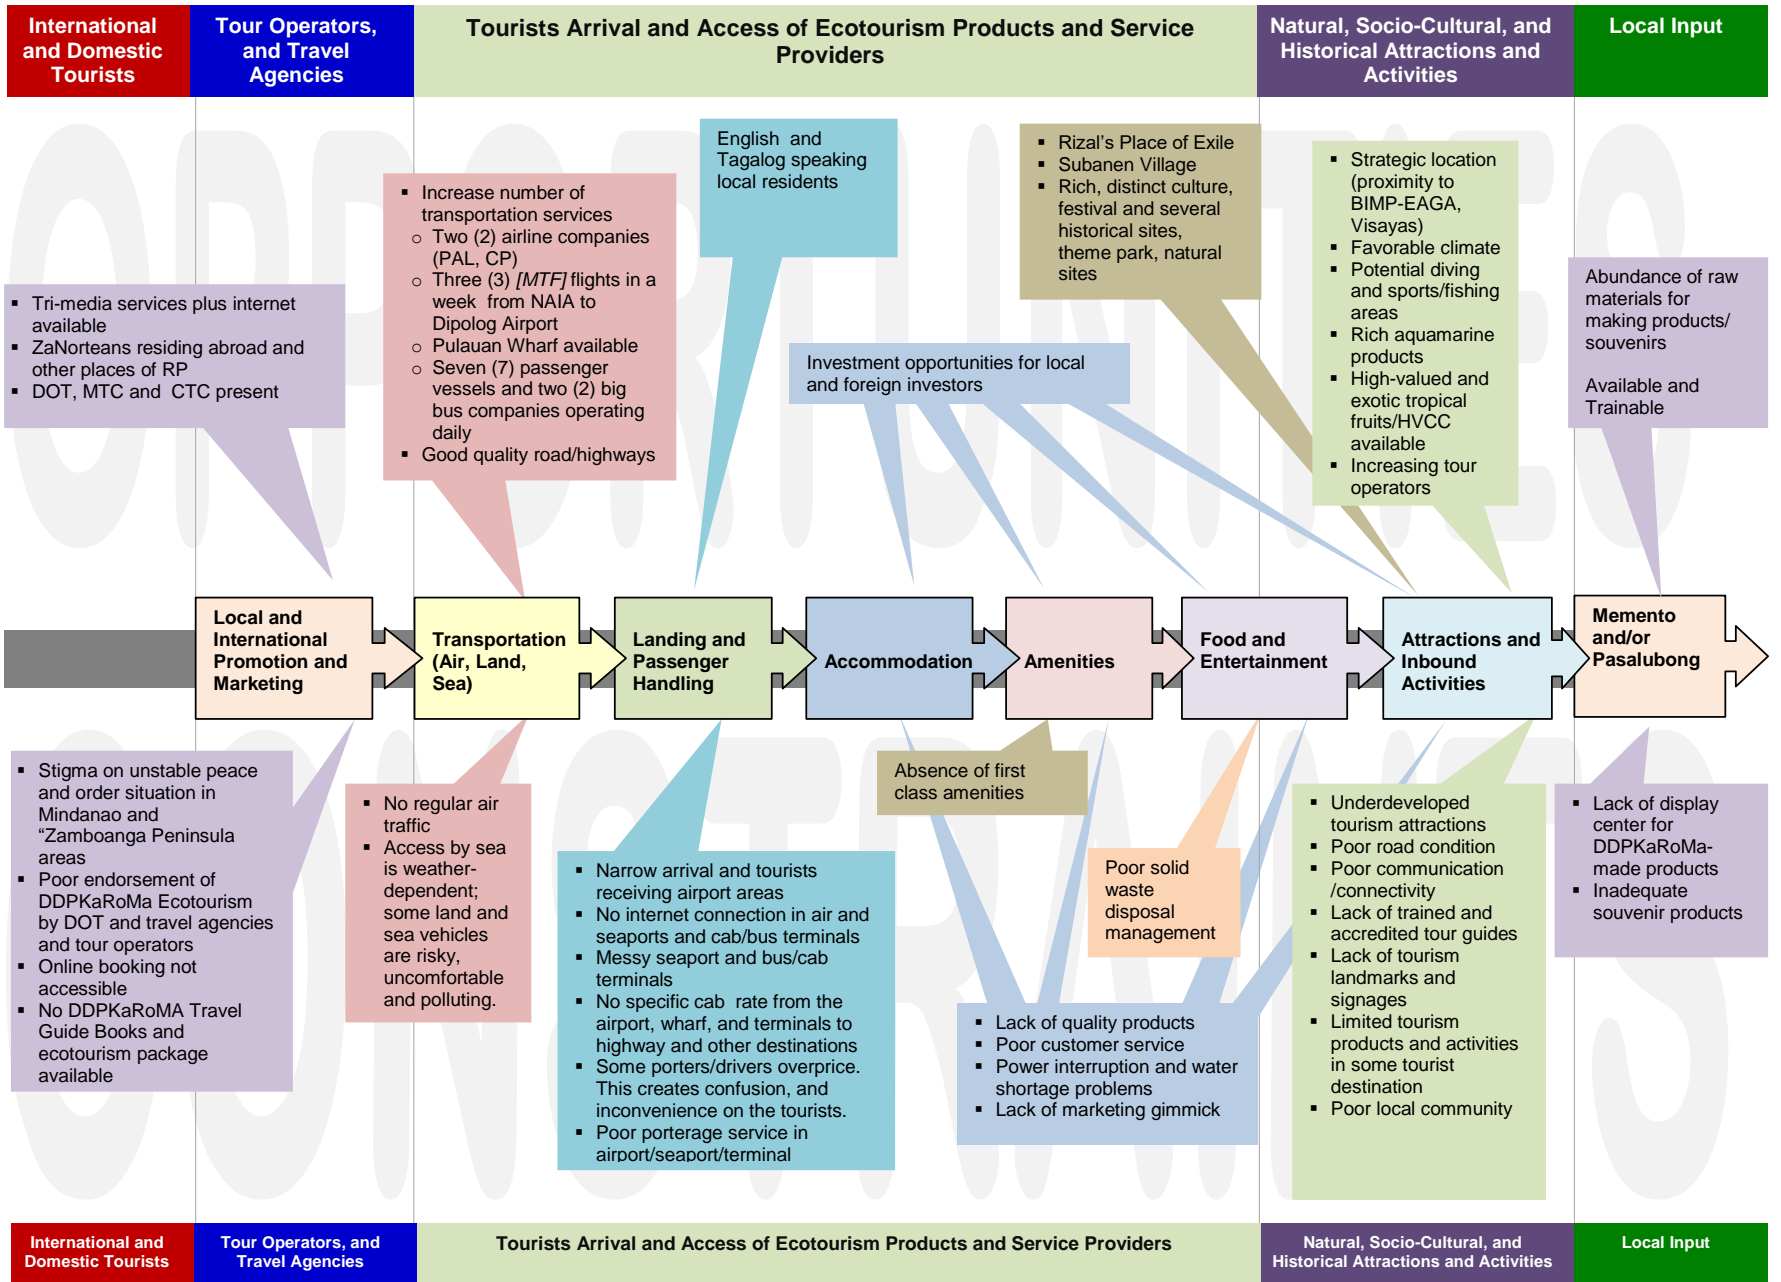 International
and Domestic
Tourists
Tour Operators,
and Travel
Agencies
Tourists Arrival and Access of Ecotourism Products and Service
Providers
Natural, Socio-Cultural, and
Historical Attractions and
Activities
Local Input
OPPORTUNITIES
▪ Tri-media services plus internet
available
▪ ZaNorteans residing abroad and
other places of RP
▪ DOT, MTC and  CTC present
▪ Increase number of
transportation services
o Two (2) airline companies
(PAL, CP)
o Three (3) [MTF] flights in a
week  from NAIA to
Dipolog Airport
o Pulauan Wharf available
o Seven (7) passenger
vessels and two (2) big
bus companies operating
daily
▪ Good quality road/highways
English  and
Tagalog speaking
local residents
Investment opportunities for local
and foreign investors
▪ Rizal's Place of Exile
▪ Subanen Village
▪ Rich, distinct culture,
festival and several
historical sites,
theme park, natural
sites
▪ Strategic location
(proximity to
BIMP-EAGA,
Visayas)
▪ Favorable climate
▪ Potential diving
and sports/fishing
areas
▪ Rich aquamarine
products
▪ High-valued and
exotic tropical
fruits/HVCC
available
▪ Increasing tour
operators
Abundance of raw
materials for
making products/
souvenirs
Available and
Trainable
Local and
International
Promotion and
Marketing
Transportation
(Air, Land,
Sea)
Landing and
Passenger
Handling
Accommodation
Amenities
Food and
Entertainment
Attractions and
Inbound
Activities
Memento
and/or
Pasalubong
CONSTRAINTS
▪ Stigma on unstable peace
and order situation in
Mindanao and
“Zamboanga Peninsula
areas
▪ Poor endorsement of
DDPKaRoMa Ecotourism
by DOT and travel agencies
and tour operators
▪ Online booking not
accessible
▪ No DDPKaRoMA Travel
Guide Books and
ecotourism package
available
▪ No regular air
traffic
▪ Access by sea
is weather-
dependent;
some land and
sea vehicles
are risky,
uncomfortable
and polluting.
▪ Narrow arrival and tourists
receiving airport areas
▪ No internet connection in air and
seaports and cab/bus terminals
▪ Messy seaport and bus/cab
terminals
▪ No specific cab  rate from the
airport, wharf, and terminals to
highway and other destinations
▪ Some porters/drivers overprice.
This creates confusion, and
inconvenience on the tourists.
▪ Poor porterage service in
airport/seaport/terminal
Absence of first
class amenities
▪ Lack of quality products
▪ Poor customer service
▪ Power interruption and water
shortage problems
▪ Lack of marketing gimmick
Poor solid
waste
disposal
management
▪ Underdeveloped
tourism attractions
▪ Poor road condition
▪ Poor communication
/connectivity
▪ Lack of trained and
accredited tour guides
▪ Lack of tourism
landmarks and
signages
▪ Limited tourism
products and activities
in some tourist
destination
▪ Poor local community
▪ Lack of display
center for
DDPKaRoMa-
made products
▪ Inadequate
souvenir products
International and
Domestic Tourists
Tour Operators, and
Travel Agencies
Tourists Arrival and Access of Ecotourism Products and Service Providers
Natural, Socio-Cultural, and
Historical Attractions and Activities
Local Input